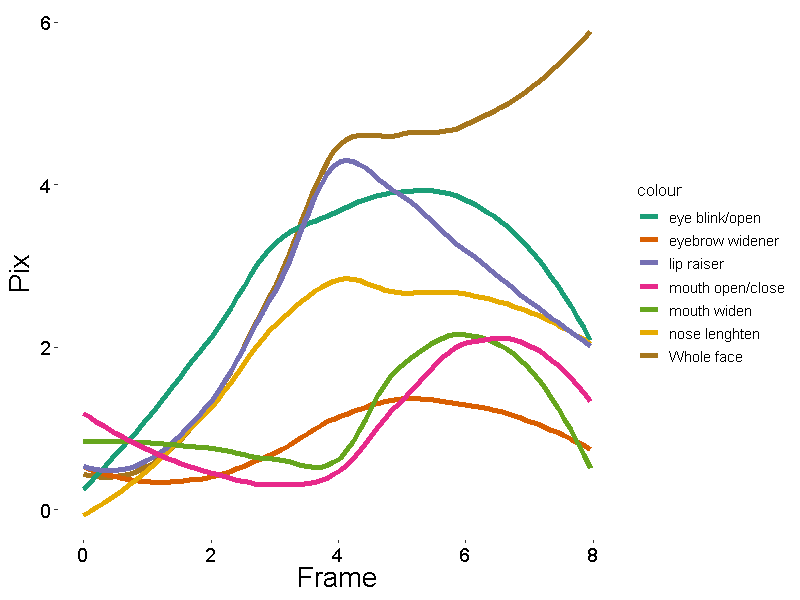 6
4
2
0
Pix
0 2 4 6 8
Frame
colour
eye blink/open
eyebrow widener
lip raiser
mouth open/close
mouth widen
nose lenghten
Whole face